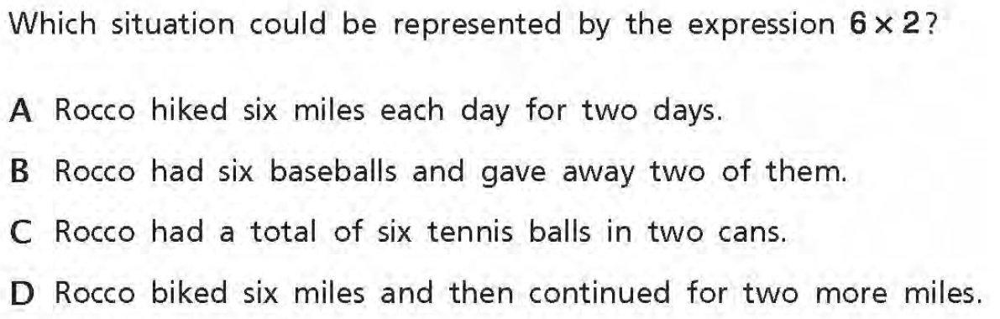 Which situation could be represented by the expression 6 × 2?
A Rocco hiked six miles each day for two days.
B Rocco had six baseballs and gave away two of them.
C Rocco had a total of six tennis balls in two cans.
D Rocco biked six miles and then continued for two more miles.